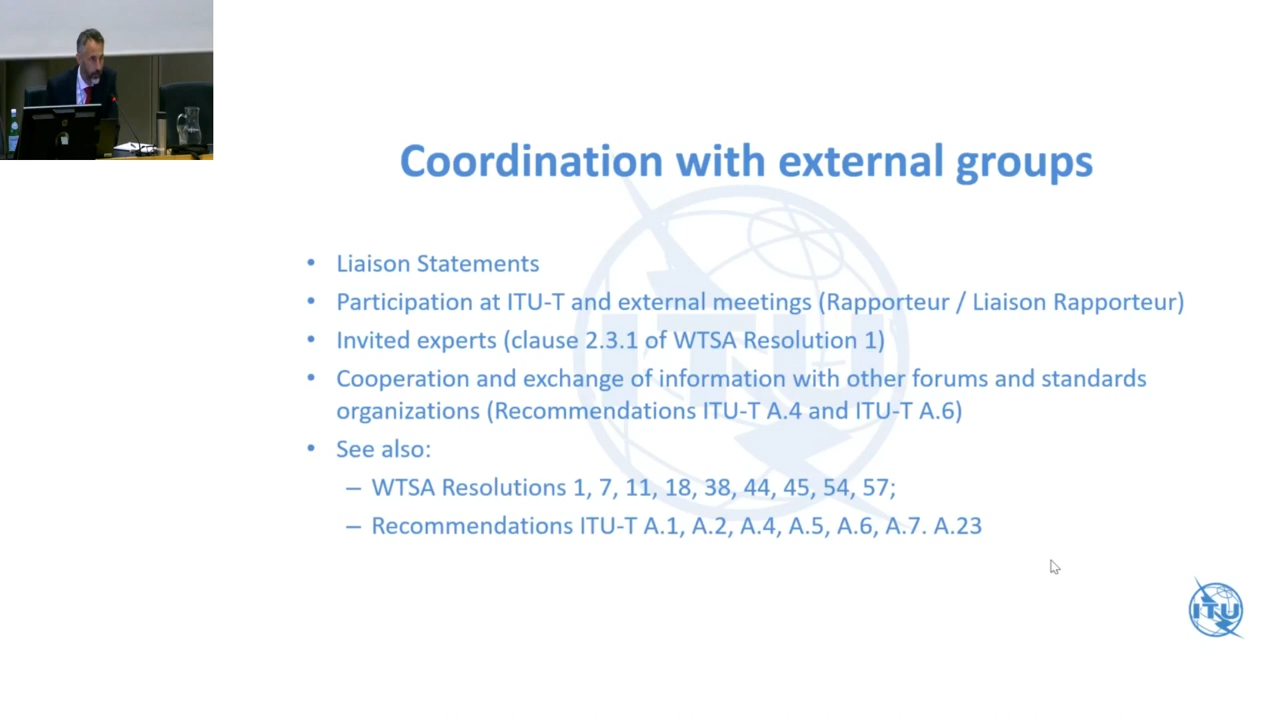 Coordination with external groups
• Liaison Statements
• Participation at ITU-T and external meetings (Rapporteur / Liaison Rapporteur)
• Invited experts (clause 2.3.1 of WTSA Resolution 1)
• Cooperation and exchange of information with other forums and standards
organizations (Recommendations ITU-T A.4 and ITU-T A.6)
• See also:
– WTSA Resolutions 1, 7, 11, 18, 38, 44, 45, 54, 57;
– Recommendations ITU-T A.1, A.2, A.4, A.5, A.6, A.7. A.23
ITU
ITU